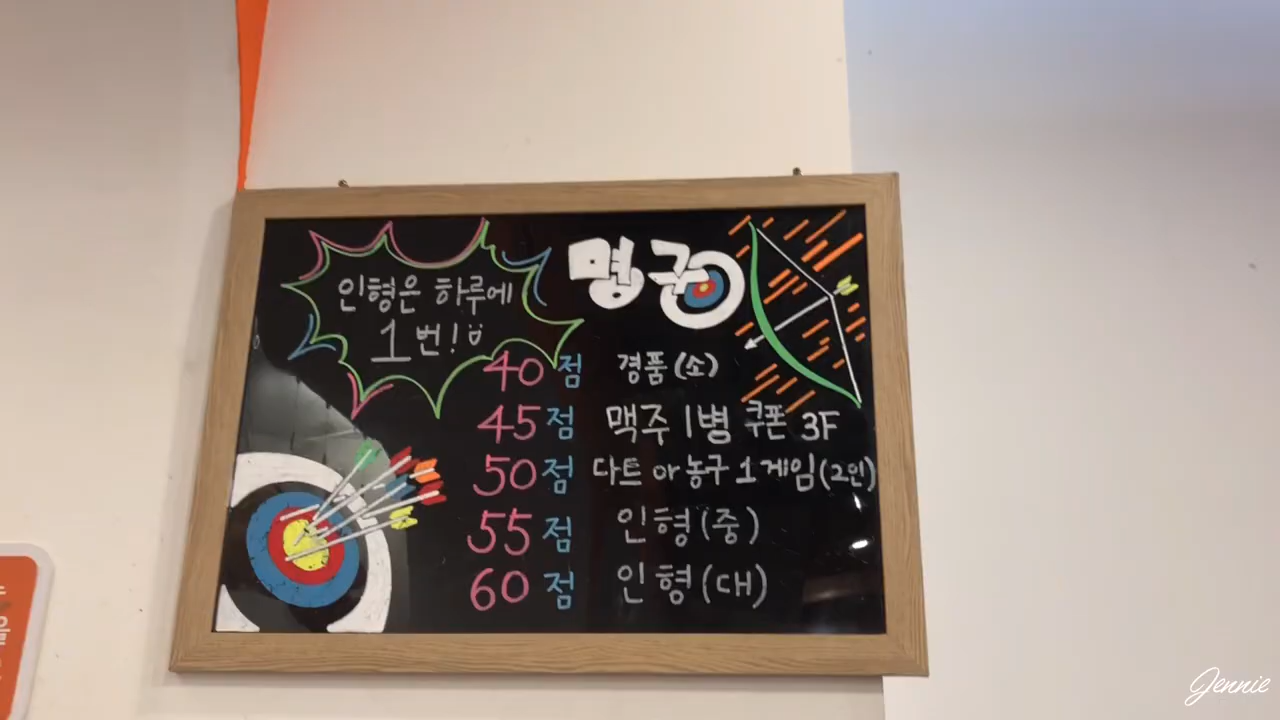 인형은 하루에
1번!
명궁
40점 경품(소)
45점 맥주 1병 쿠폰 3F
50점 다트 or 농구 1게임(2인)
55점 인형(중)
60점 인형(대)
을
Jennie